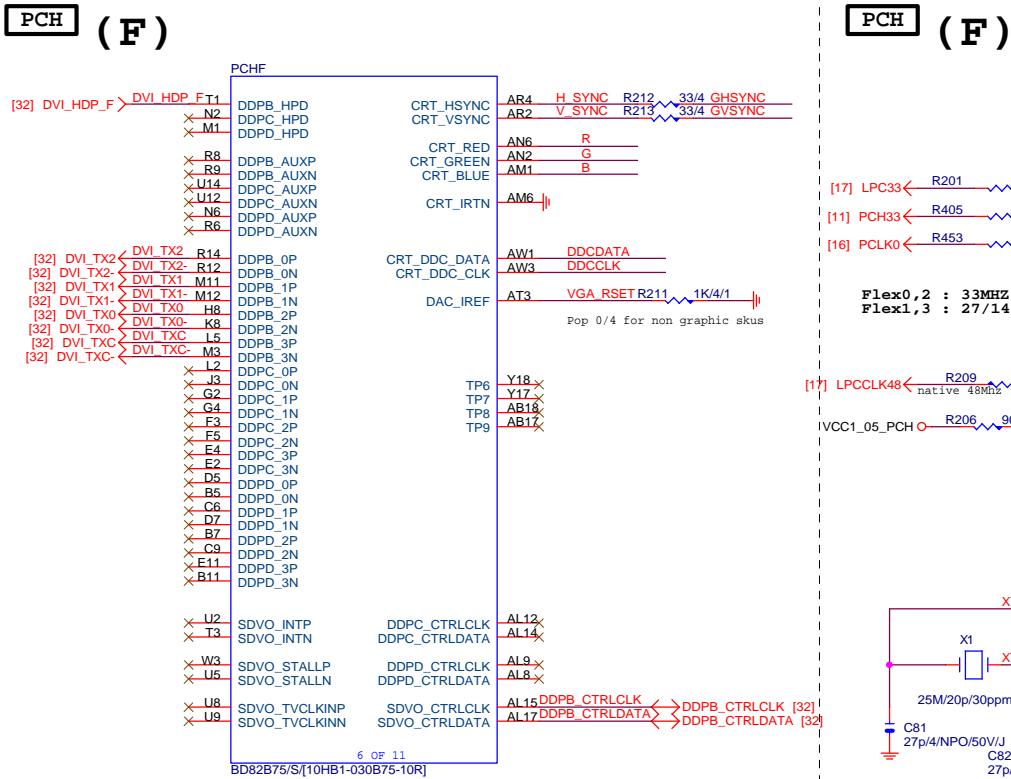 PCH (F)
PCHF
[32] DVI_HDP_F DVI_HDP_F T1 DDPB_HPD
N2 DDPC_HPD
M1 DDPD_HPD
R8 DDPB_AUXP
R9 DDPB_AUXN
U14 DDPC_AUXP
U12 DDPC_AUXN
N6 DDPD_AUXP
R6 DDPD_AUXN
[32] DVI_TX2 DVI_TX2 R14 DDPB_0P
[32] DVI_TX2- DVI_TX2- R12 DDPB_0N
[32] DVI_TX1 DVI_TX1 M11 DDPB_1P
[32] DVI_TX1- DVI_TX1- M12 DDPB_1N
[32] DVI_TX0 DVI_TX0 H8 DDPB_2P
[32] DVI_TX0- DVI_TX0- K8 DDPB_2N
[32] DVI_TXC DVI_TXC L5 DDPB_3P
[32] DVI_TXC- DVI_TXC- M3 DDPB_3N
L2 DDPC_0P
J3 DDPC_0N
G2 DDPC_1P
G4 DDPC_1N
F3 DDPC_2P
F5 DDPC_2N
E4 DDPC_3P
E2 DDPC_3N
D5 DDPD_0P
B5 DDPD_0N
C6 DDPD_1P
D7 DDPD_1N
B7 DDPD_2P
C9 DDPD_2N
E11 DDPD_3P
B11 DDPD_3N
U2 SDVO_INTP
T3 SDVO_INTN
W3 SDVO_STALLP
U5 SDVO_STALLN
U8 SDVO_TVCLKINP
U9 SDVO_TVCLKINN
CRT_HSYNC AR4 H_SYNC R212 33/4 GHSYNC
CRT_VSYNC AR2 V_SYNC R213 33/4 GVSYNC
CRT_RED AN6 R
CRT_GREEN AN2 G
CRT_BLUE AM1 B
CRT_IRTN AM6
CRT_DDC_DATA AW1 DDCDATA
CRT_DDC_CLK AW3 DDCCLK
DAC_IREF AT3 VGA_RSET R211 1K/4/1
Pop 0/4 for non graphic skus
TP6 Y18
TP7 Y17
TP8 AB18
TP9 AB17
DDPC_CTRLCLK AL12
DDPC_CTRLDATA AL14
DDPD_CTRLCLK AL9
DDPD_CTRLDATA AL8
SDVO_CTRLCLK AL15 DDPB_CTRLCLK DDPB_CTRLCLK [32]
SDVO_CTRLDATA AL17 DDPB_CTRLDATA DDPB_CTRLDATA [32]
6 OF 11
BD82B75/S/[10HB1-030B75-10R]
PCH (F)
[17] LPC33 R201
[11] PCH33 R405
[16] PCLK0 R453
Flex0,2 : 33MHZ
Flex1,3 : 27/14
[17] LPCCLK48 R209
native 48Mhz
VCC1_05_PCH R206 90
X1
25M/20p/30ppm
C81
27p/4/NPO/50V/J
C82
27p/